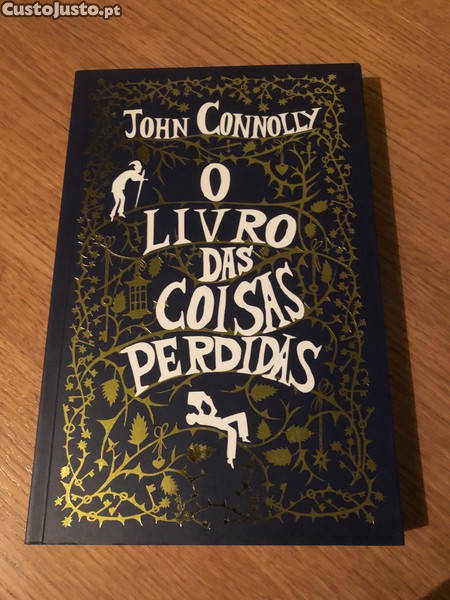 CustoJusto.pt
JOHN CONNOLLY
O
LIVRO
DAS
COISAS
PERDIDAS